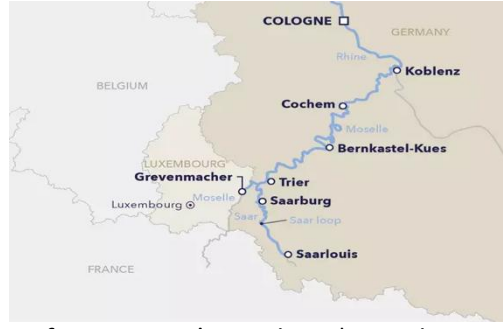 COLOGNE
GERMANY
Rhine
Koblenz
BELGIUM
Cochem
Moselle
Bernkastel-Kues
LUXEMBOURG
Grevenmacher
Trier
Moselle
Luxembourg
Saarburg
Saar
Saar loop
Saarlouis
FRANCE